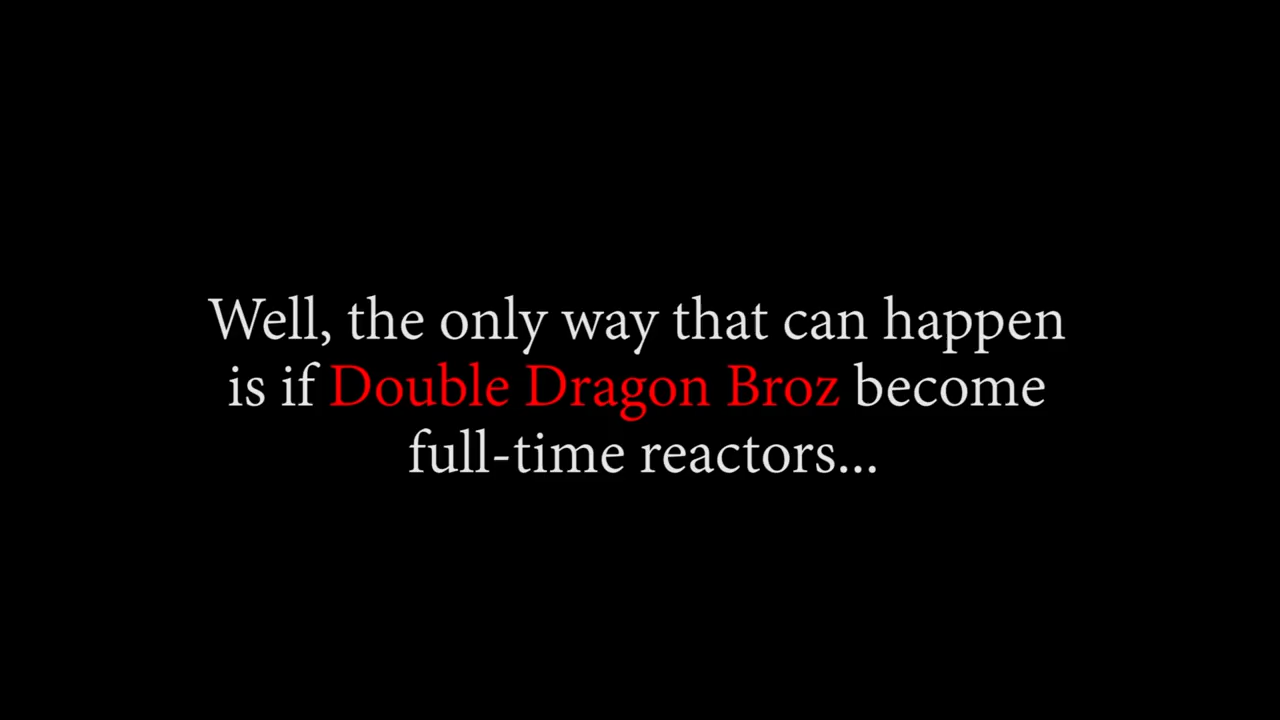 Well, the only way that can happen
is if Double Dragon Broz become
full-time reactors...